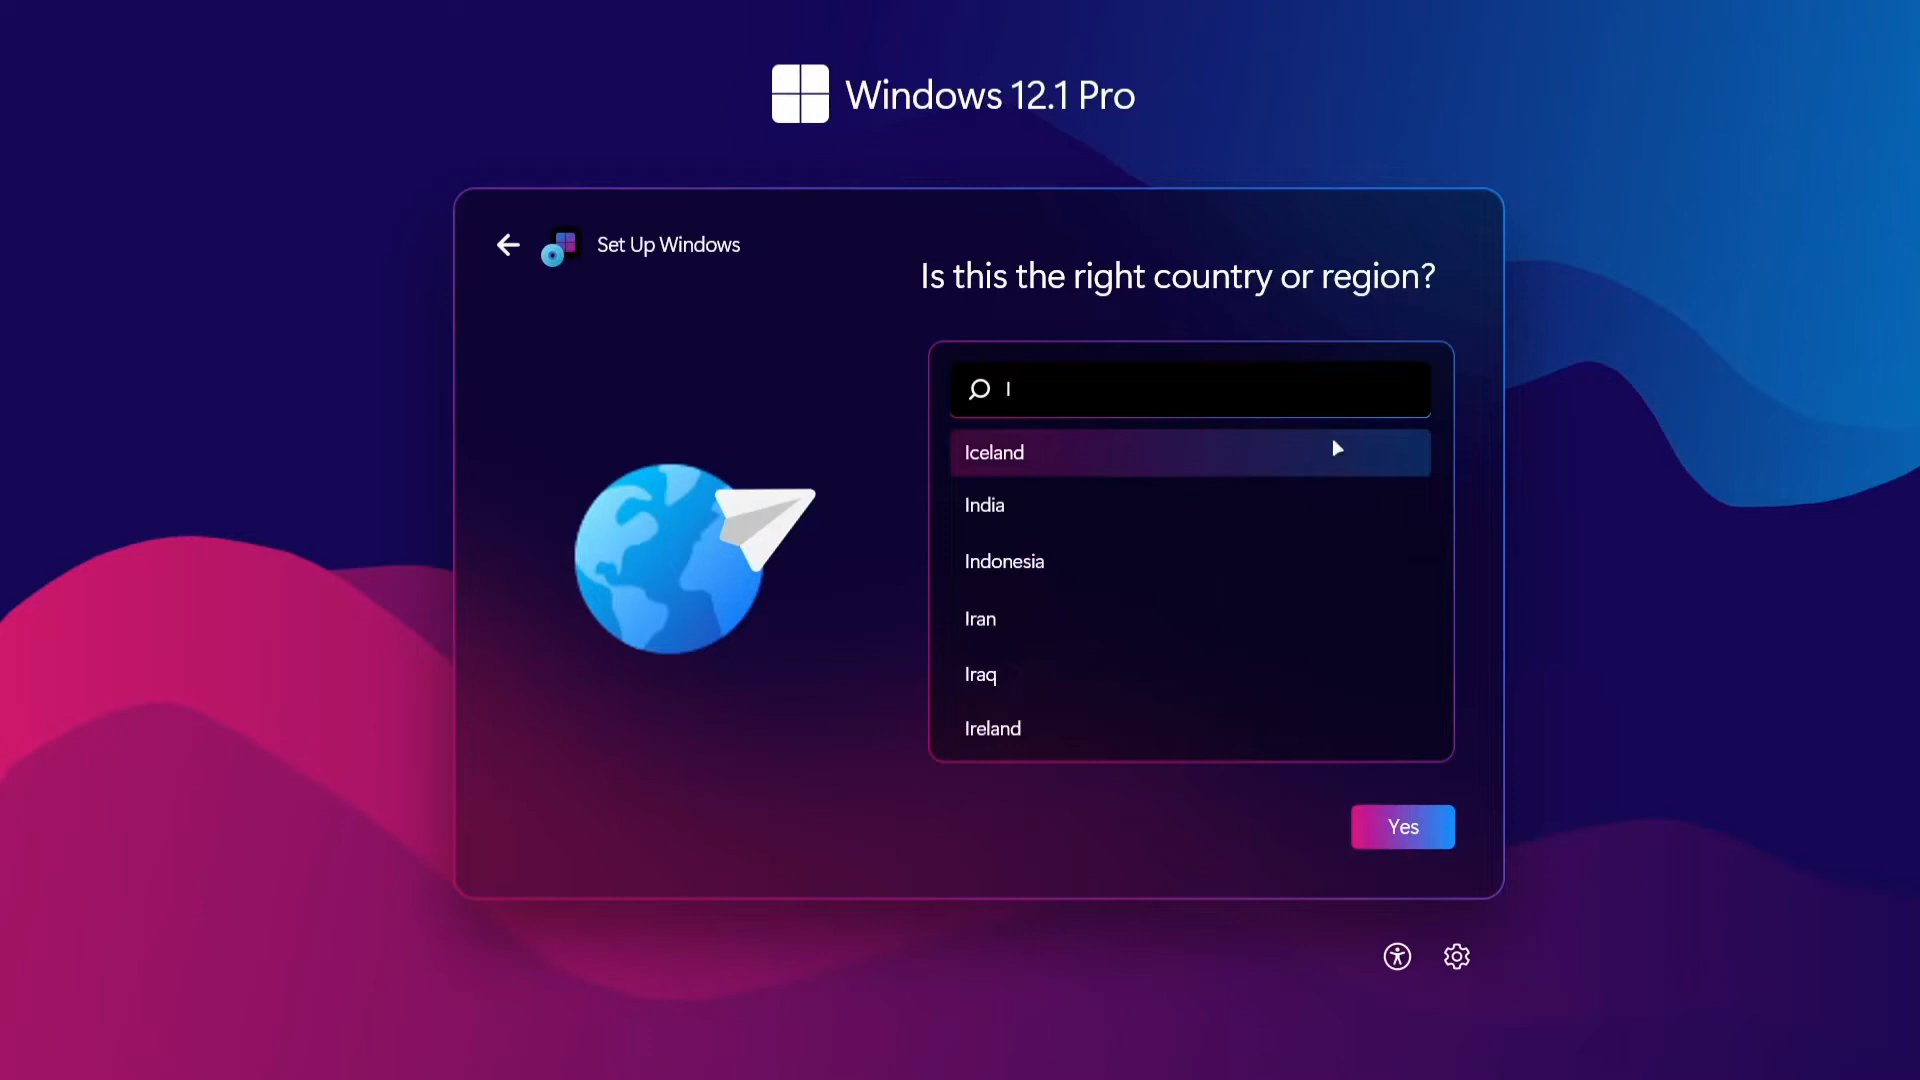 Windows 12.1 Pro
Set Up Windows
Is this the right country or region?
I
Iceland
India
Indonesia
Iran
Iraq
Ireland
Yes